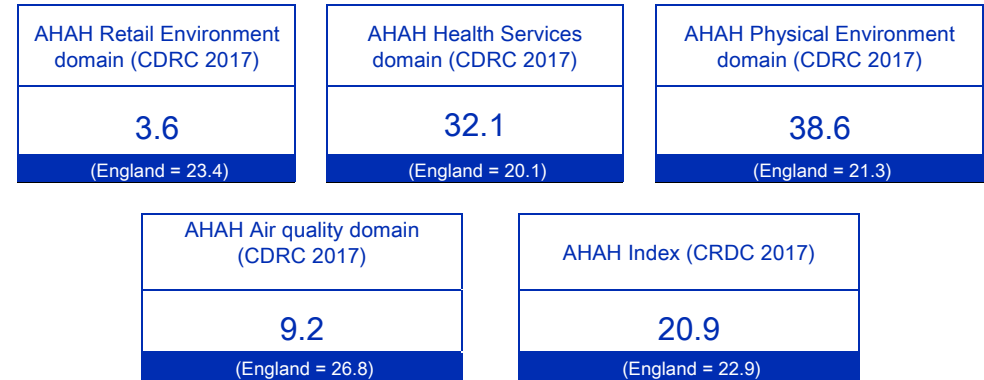 AHAH Retail Environment
domain (CDRC 2017)
3.6
(England = 23.4)
AHAH Health Services
domain (CDRC 2017)
32.1
(England = 20.1)
AHAH Physical Environment
domain (CDRC 2017)
38.6
(England = 21.3)
AHAH Air quality domain
(CDRC 2017)
9.2
(England = 26.8)
AHAH Index (CRDC 2017)
20.9
(England = 22.9)